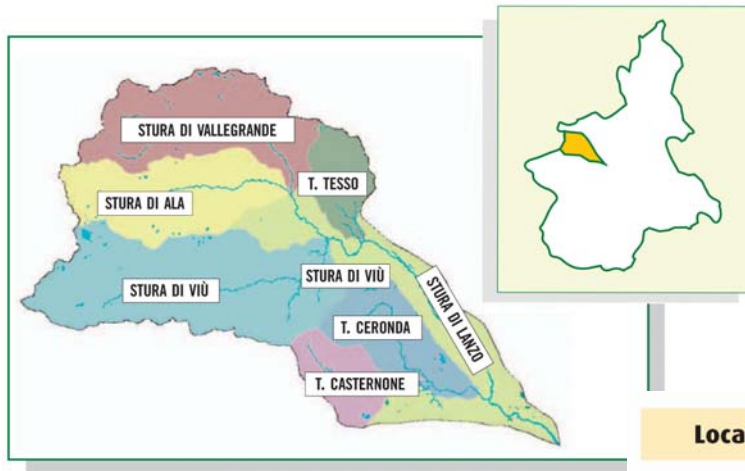 STURA DI VALLEGRANDE
T. TESSO
STURA DI ALA
STURA DI VIÙ
STURA DI VIÙ
STURA DI LANZO
T. CERONDA
T. CASTERNONE
Loca